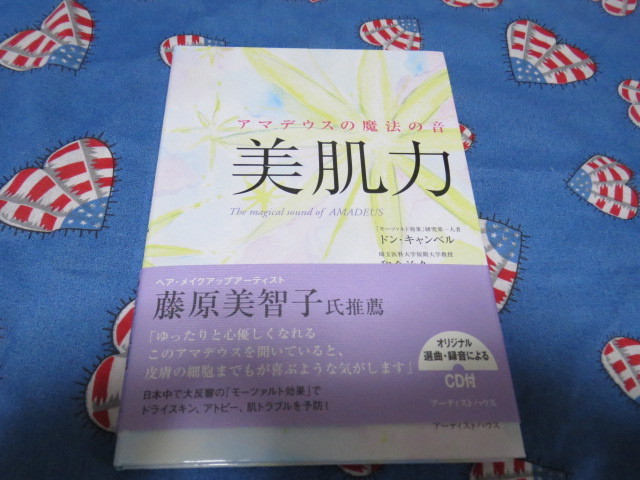 アマデウスの魔法の音
美肌力
The magical sound of AMADEUS
「モーツァルト効果」研究第一人者
ドン・キャンベル
埼玉医科大学短期大学教授
ヘア・メイクアップアーティスト
藤原美智子氏推薦
「ゆったりと心優しくなれる
このアマデウスを聞いていると、
皮膚の細胞までもが喜ぶような気がします」
日本中で大反響の「モーツァルト効果」で
ドライスキン、アトピー、肌トラブルを予防!
オリジナル
選曲・録音による
CD付
アーティストハウス
アーティストハウス